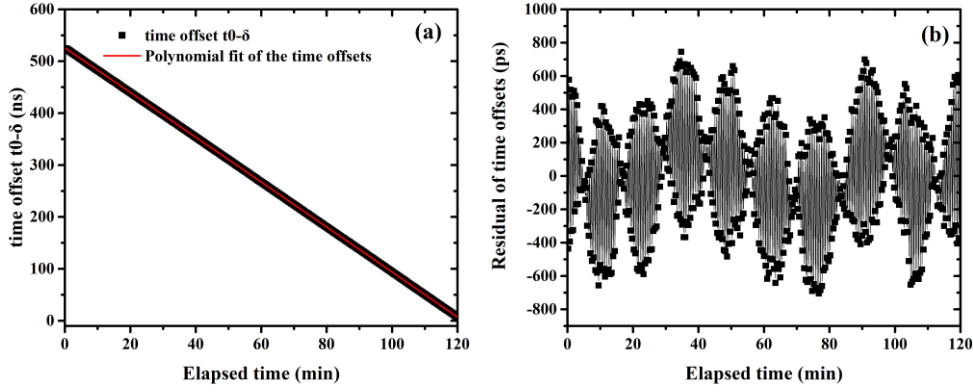 600
500
400
300
200
100
0
time offset t0-δ (ns)
time offset t0-δ
Polynomial fit of the time offsets
(a)
0 20 40 60 80 100 120
Elapsed time (min)
1000
800
600
400
200
0
-200
-400
-600
-800
Residual of time offsets (ps)
(b)
0 20 40 60 80 100 120
Elapsed time (min)